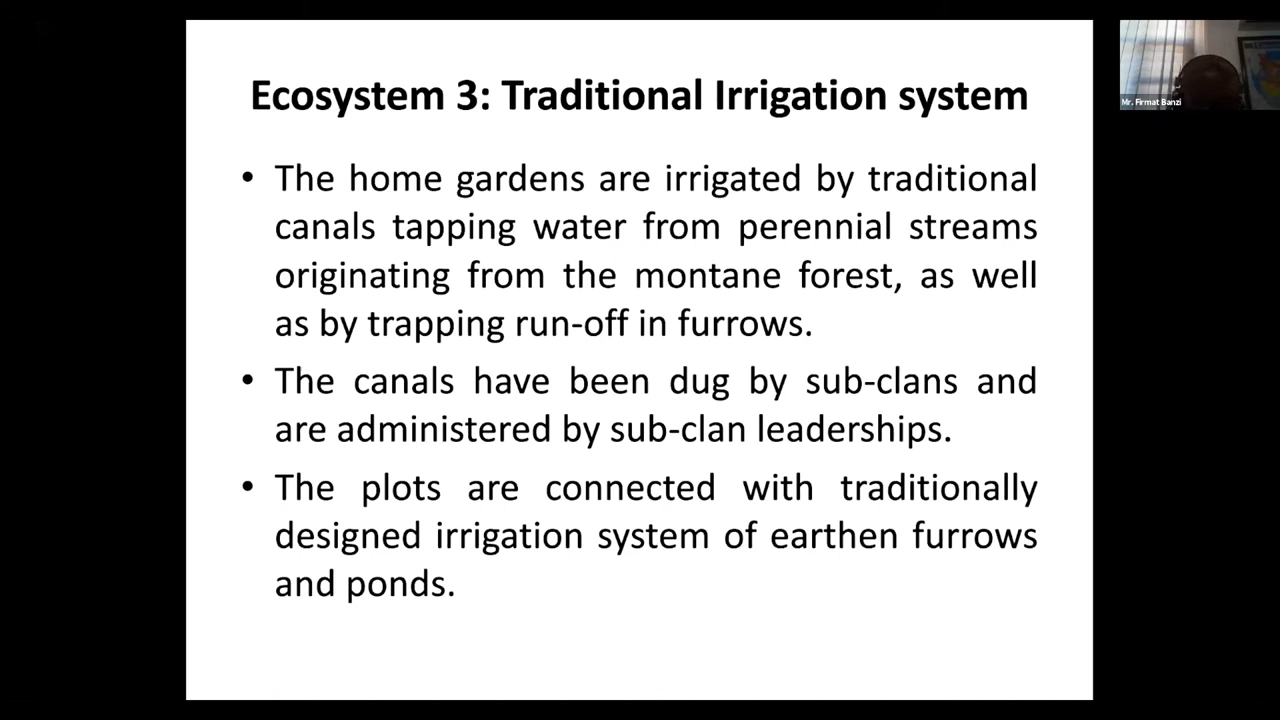 Ecosystem 3: Traditional Irrigation system
• The home gardens are irrigated by traditional
canals tapping water from perennial streams
originating from the montane forest, as well
as by trapping run-off in furrows.
• The canals have been dug by sub-clans and
are administered by sub-clan leaderships.
• The plots are connected with traditionally
designed irrigation system of earthen furrows
and ponds.
Mr. Firmat Banzi